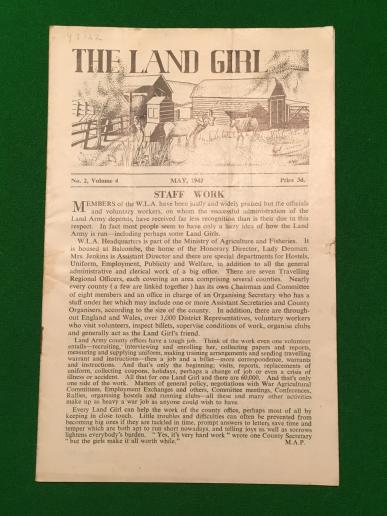 THE LAND GIRL
No. 2, Volume 4 MAY, 1943 Price 3d.
STAFF WORK
MEMBERS of the W.L.A. have been justly and widely praised but the officials
and voluntary workers, on whom the successful administration of the
Land Army depends, have received far less recognition than is their due in this
respect. In fact most people seem to have only a hazy idea of how the Land
Army is run—including perhaps some Land Girls.
W.L.A. Headquarters is part of the Ministry of Agriculture and Fisheries. It
is housed at Balcombe, the home of the Honorary Director, Lady Denman.
Mrs. Jenkins is Assistant Director and there are special departments for Hostels,
Uniform, Employment, Publicity and Welfare, in addition to all the general
administrative and clerical work of a big office. There are seven Travelling
Regional Officers, each covering an area comprising several counties. Nearly
every county (a few are linked together) has its own Chairman and Committee
of eight members and an office in charge of an Organising Secretary who has a
staff under her which may include one or more Assistant Secretaries and County
Organisers, according to the size of the county. In addition, there are through-
out England and Wales, over 3,000 District Representatives, voluntary workers
who visit volunteers, inspect billets, supervise conditions of work, organise clubs
and generally act as the Land Girl's friend.
Land Army county offices have a tough job. Think of the work even one volunteer
entails—recruiting, interviewing and enrolling her, collecting papers and reports,
measuring and supplying uniform, making training arrangements and sending travelling
warrant and instructions—then a job and a billet—more correspondence, warrants
and instructions. And that's only the beginning; visits, reports, replacements of
uniform, collecting coupons, holidays, perhaps a change of job or even a crisis of
illness or accident. All that for one Land Girl and there are 60,000. And that's only
one side of the work. Matters of general policy, negotiations with War Agricultural
Committees, Employment Exchanges and others, Committee meetings, Conferences,
Rallies, organising hostels and running clubs—all these and many other activities
make up as heavy a war job as anyone could wish to have.
Every Land Girl can help the work of the county office, perhaps most of all by
keeping in close touch. Little troubles and difficulties can often be prevented from
becoming big ones if they are tackled in time, prompt answers to letters save time and
temper which are both apt to run short nowadays, and telling joys as well as sorrows
lightens everybody's burden. "Yes, it's very hard work" wrote one County Secretary
"but the girls make it all worth while." M.A.P.